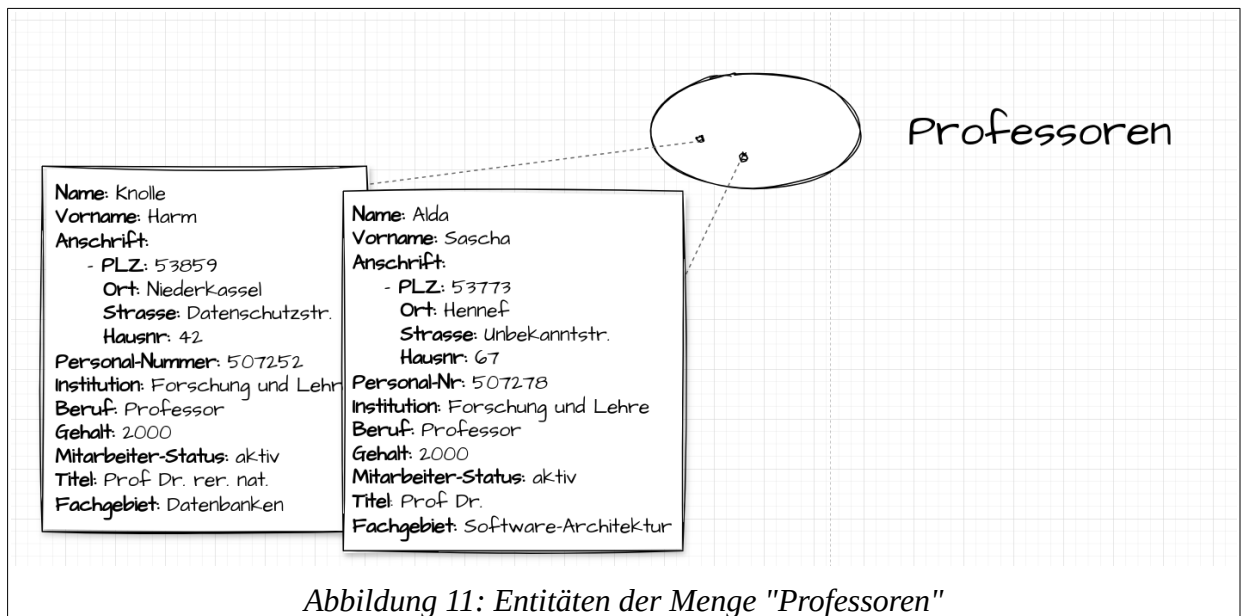 Professoren
Name: Knolle
Vorname: Harm
Anschrift:
- PLZ: 53859
Ort: Niederkassel
Strasse: Datenschutzstr.
Hausnr: 42
Personal-Nummer: 507252
Institution: Forschung und Lehr
Beruf: Professor
Gehalt: 2000
Mitarbeiter-Status: aktiv
Titel: Prof Dr. rer. nat.
Fachgebiet: Datenbanken
Name: Alda
Vorname: Sascha
Anschrift:
- PLZ: 53773
Ort: Hennef
Strasse: Unbekanntstr.
Hausnr: 67
Personal-Nr: 507278
Institution: Forschung und Lehre
Beruf: Professor
Gehalt: 2000
Mitarbeiter-Status: aktiv
Titel: Prof Dr.
Fachgebiet: Software-Architektur
Abbildung 11: Entitäten der Menge "Professoren"